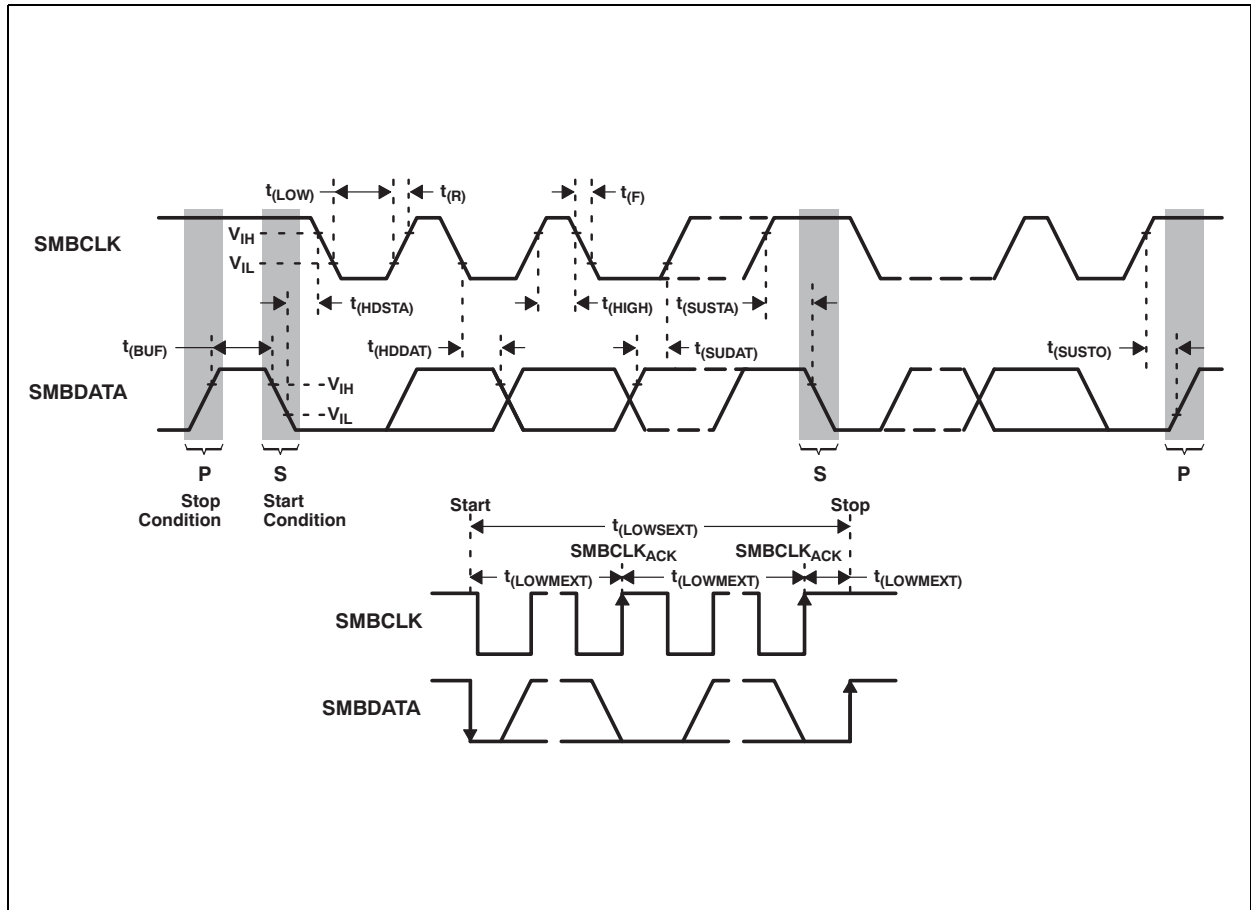 t(LOW)
t(R)
t(F)
SMBCLK
VIH
VIL
t(HDSTA)
t(HIGH)
t(SUSTA)
t(BUF)
t(HDDAT)
t(SUDAT)
t(SUSTO)
SMBDATA
VIH
VIL
P
S
S
P
Stop
Condition
Start
Condition
Start
Stop
t(LOWSEXT)
SMBCLKACK
SMBCLKACK
t(LOWMEXT)
t(LOWMEXT)
t(LOWMEXT)
SMBCLK
SMBDATA